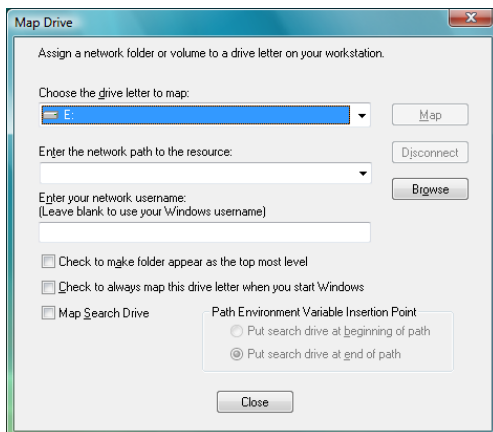 Map Drive
Assign a network folder or volume to a drive letter on your workstation.
Choose the drive letter to map:
E:
Map
Enter the network path to the resource:
Disconnect
Browse
Enter your network username:
(Leave blank to use your Windows username)
Check to make folder appear as the top most level
Check to always map this drive letter when you start Windows
Map Search Drive
Path Environment Variable Insertion Point
Put search drive at beginning of path
Put search drive at end of path
Close